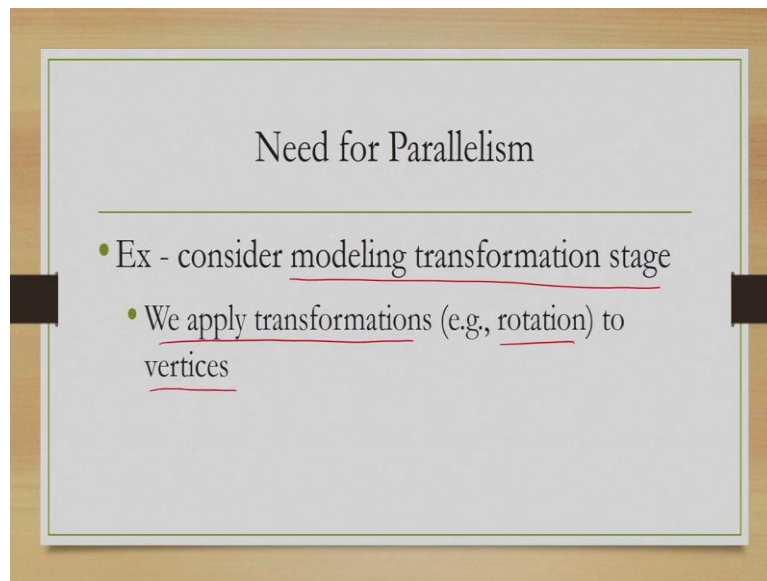 Need for Parallelism
• Ex - consider modeling transformation stage
• We apply transformations (e.g., rotation) to
vertices